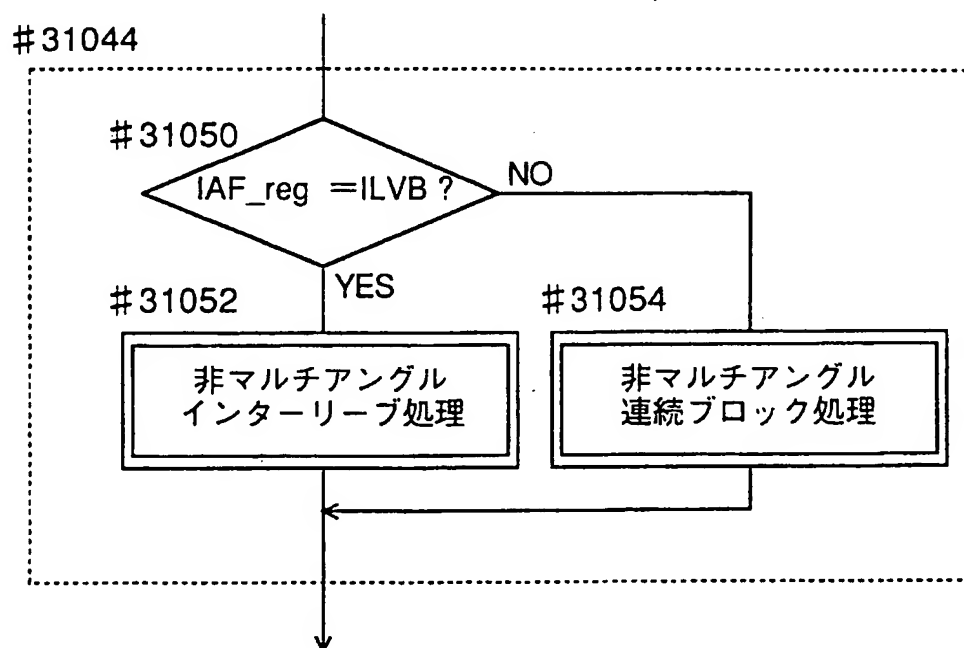 #31044
#31050
IAF_reg =ILVB ?
NO
YES
#31052
#31054
非マルチアングル
インターリーブ処理
非マルチアングル
連続ブロック処理